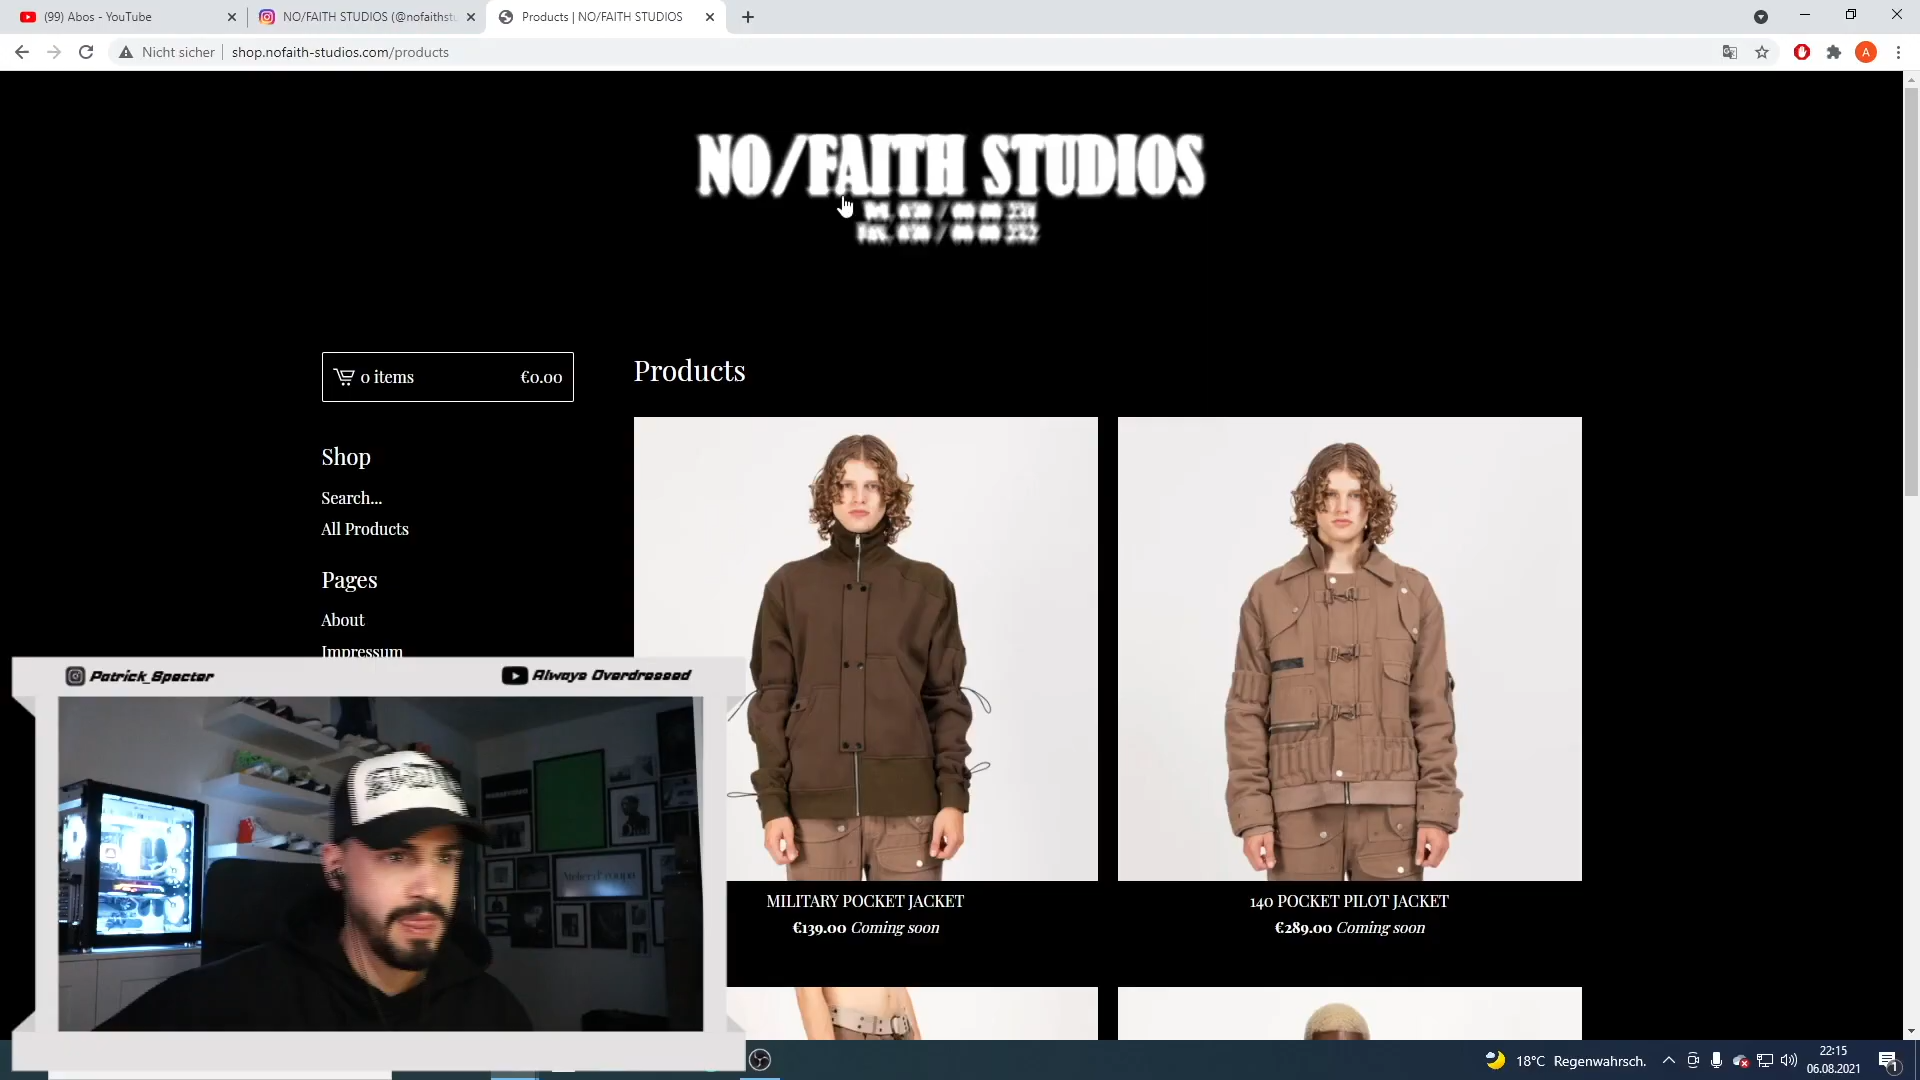 (99) Abos - YouTube
NO/FAITH STUDIOS (@nofaithstu
Products | NO/FAITH STUDIOS
Nicht sicher
shop.nofaith-studios.com/products
A
NO/FAITH STUDIOS
0 items €0.00
Products
Shop
Search...
All Products
Pages
About
Impressum
Patrick_Specter
Always Overdressed
MILITARY POCKET JACKET
€139.00 Coming soon
140 POCKET PILOT JACKET
€289.00 Coming soon
18°C Regenwahrsch.
22:15
06.08.2021
1